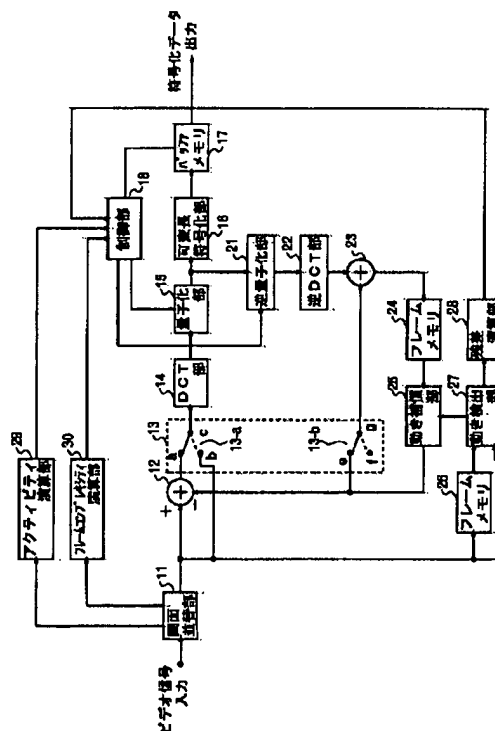 ビデオ信号
入力
画面
並替部
11
アクティビティ
演算部
29
フレームコンプレキシティ
演算部
30
+
-
12
13
a
b
c
13-a
DCT
部
14
量子化
部
15
可変長
符号化部
16
バッファ
メモリ
17
符号化データ
出力
制御部
18
逆量子化部
21
逆DCT部
22
23
13-b
e
f
g
フレーム
メモリ
24
動き補償
部
25
フレーム
メモリ
26
動き検出
部
27
残差
演算部
28